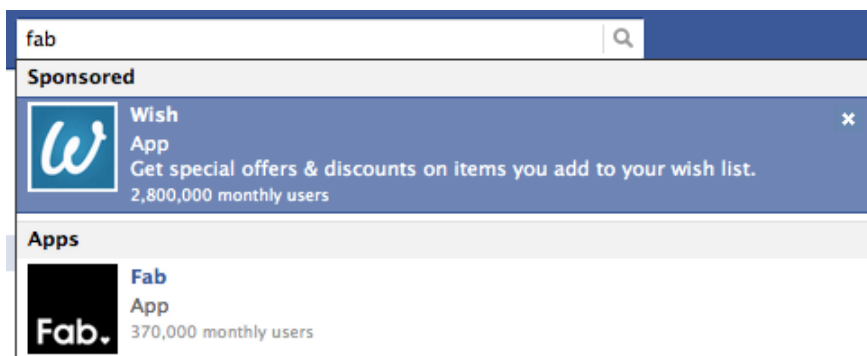 fab
Sponsored
w
Wish
App
Get special offers & discounts on items you add to your wish list.
2,800,000 monthly users
Apps
Fab.
Fab
App
370,000 monthly users